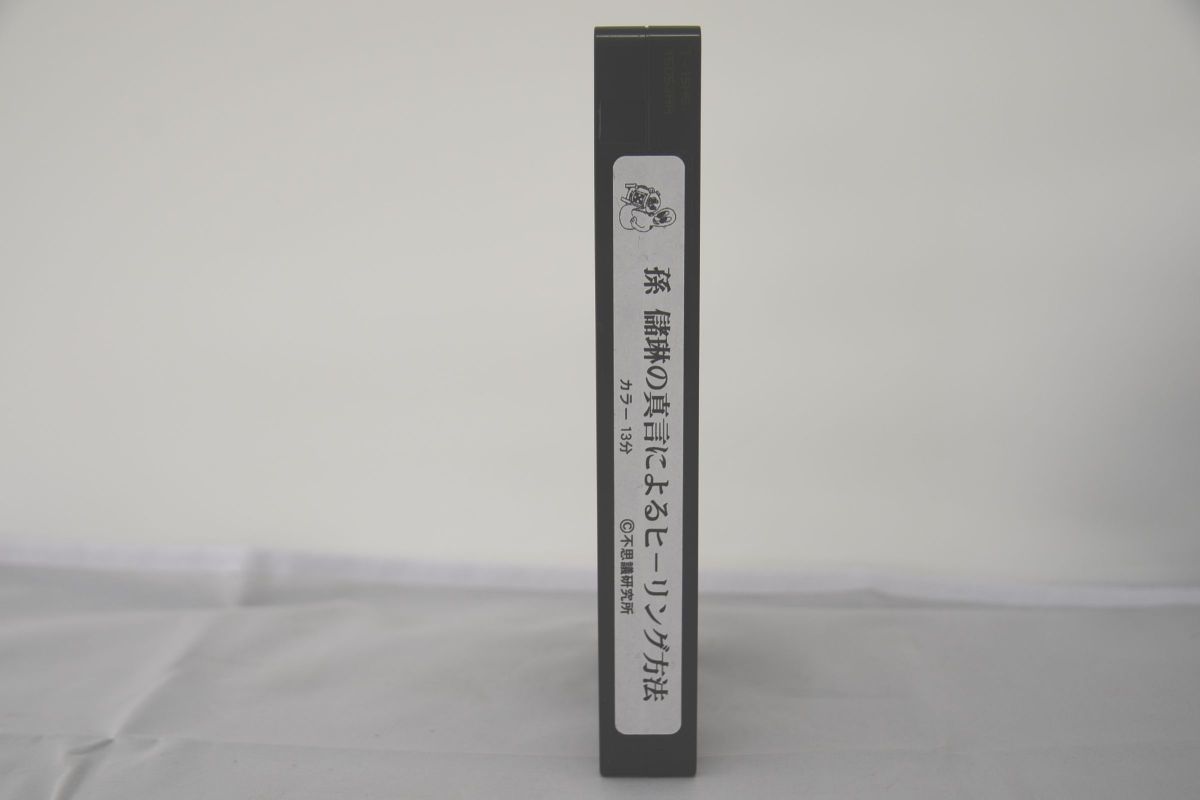 孫 儲琳の真言によるヒーリング方法
カラー 13分 ©不思議研究所